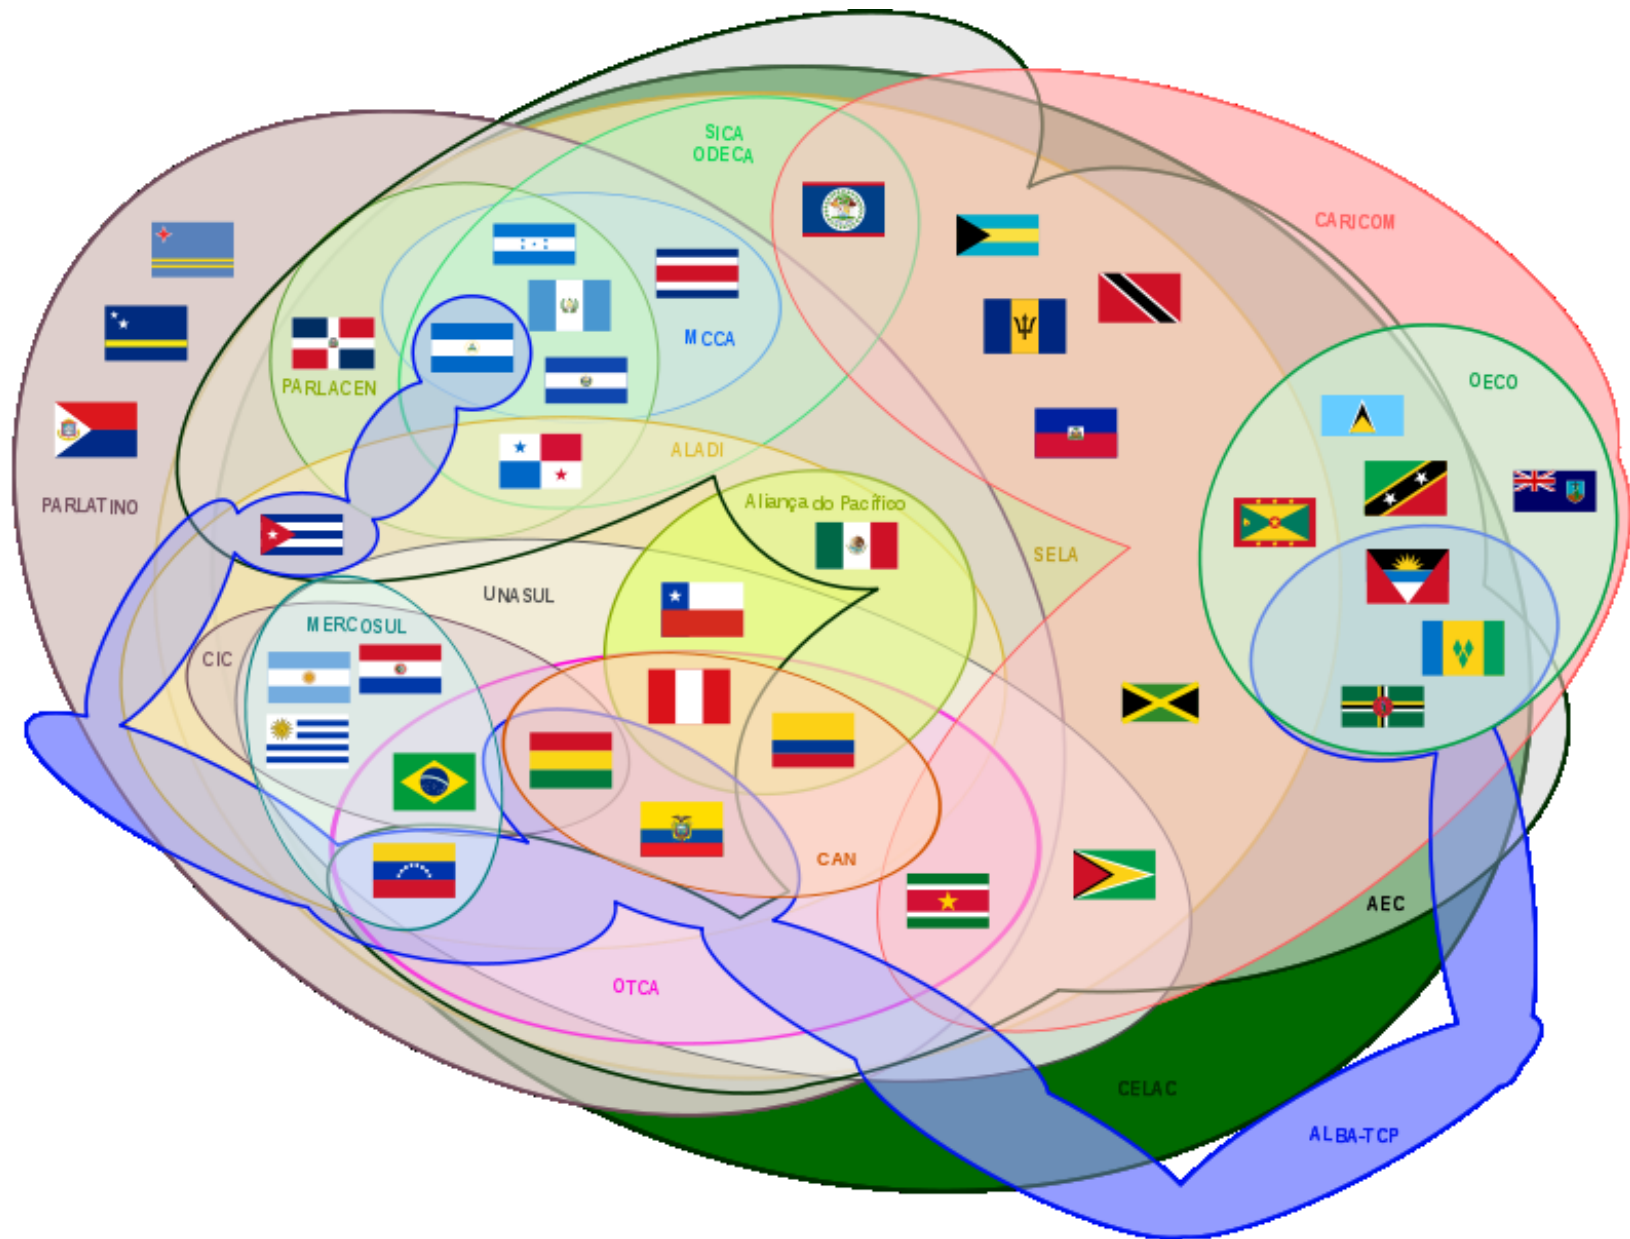 SICA
ODECA
CARICOM
MCCA
OECO
PARLACEN
ALADI
PARLATINO
Aliança do Pacífico
SELA
UNASUL
MERCOSUL
CIC
CAN
AEC
OTCA
CELAC
ALBA-TCP